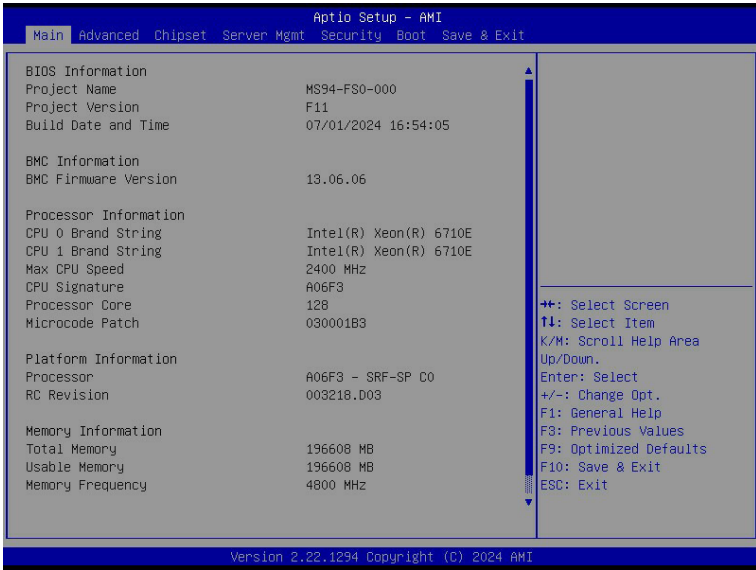 Aptio Setup - AMI
Main Advanced Chipset Server Mgmt Security Boot Save & Exit
BIOS Information
Project Name MS94-FS0-000
Project Version F11
Build Date and Time 07/01/2024 16:54:05
BMC Information
BMC Firmware Version 13.06.06
Processor Information
CPU 0 Brand String Intel(R) Xeon(R) 6710E
CPU 1 Brand String Intel(R) Xeon(R) 6710E
Max CPU Speed 2400 MHz
CPU Signature A06F3
Processor Core 128
Microcode Patch 030001B3
Platform Information
Processor A06F3 - SRF-SP C0
RC Revision 003218.D03
Memory Information
Total Memory 196608 MB
Usable Memory 196608 MB
Memory Frequency 4800 MHz
→←: Select Screen
↑↓: Select Item
K/M: Scroll Help Area
Up/Down.
Enter: Select
+/-: Change Opt.
F1: General Help
F3: Previous Values
F9: Optimized Defaults
F10: Save & Exit
ESC: Exit
Version 2.22.1294 Copyright (C) 2024 AMI